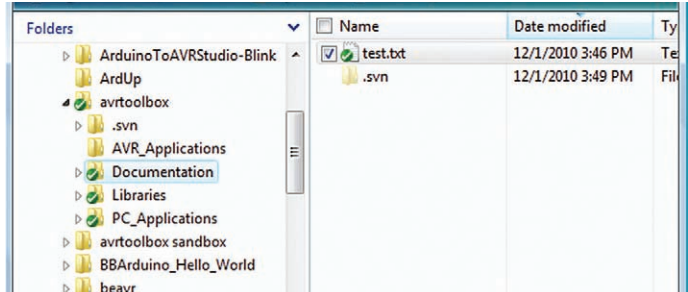 Folders
ArduinoToAVRStudio-Blink
ArdUp
avrtoolbox
.svn
AVR_Applications
Documentation
Libraries
PC_Applications
avrtoolbox sandbox
BBArduino_Hello_World
beavr
Name Date modified Ty
test.txt 12/1/2010 3:46 PM Te
.svn 12/1/2010 3:49 PM File